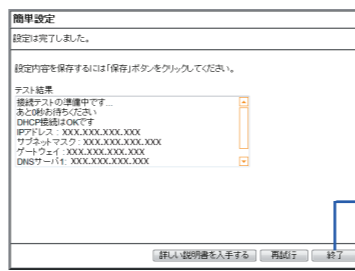 簡単設定
設定は完了しました。
設定内容を保存するには「保存」ボタンをクリックしてください。
テスト結果
接続テストの準備中です...
あと0秒お待ちください
DHCP接続はOKです
IPアドレス : XXX.XXX.XXX.XXX
サブネットマスク : XXX.XXX.XXX.XXX
ゲートウェイ : XXX.XXX.XXX.XXX
DNSサーバ1: XXX.XXX.XXX.XXX
詳しい説明書を入手する 再試行 終了